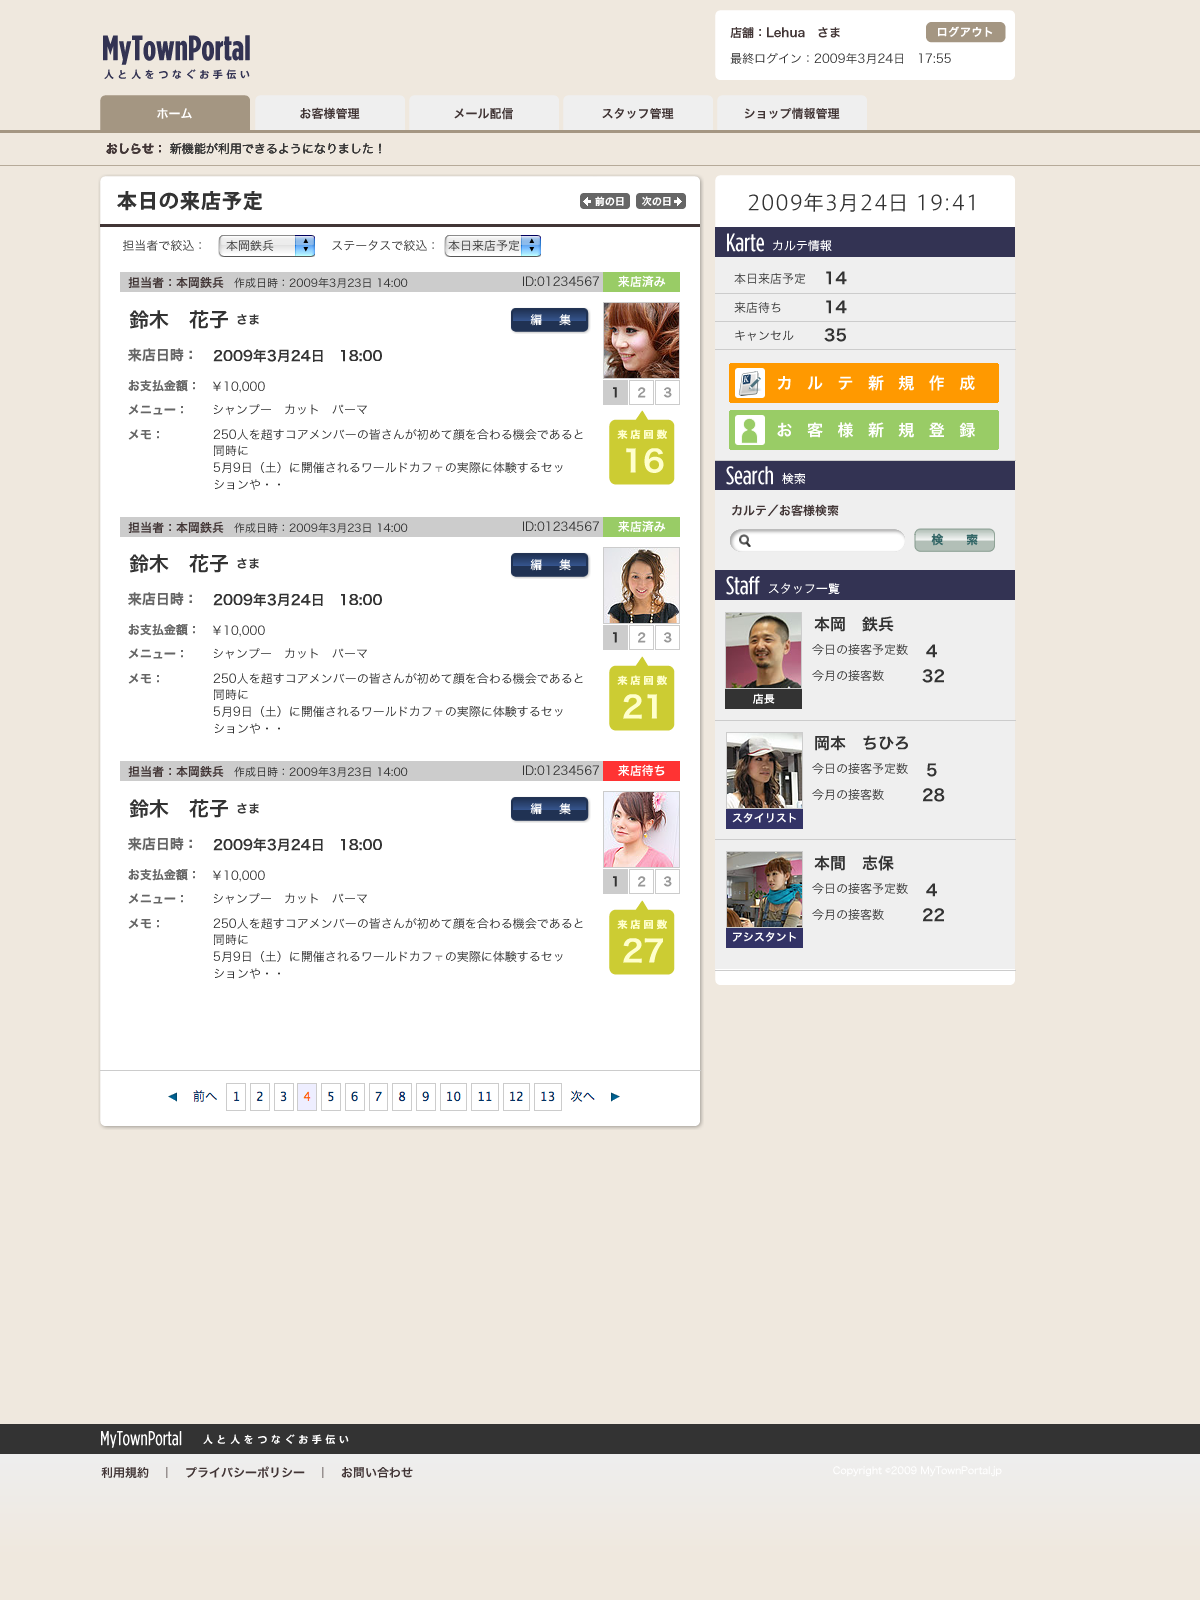 MyTownPortal
人と人をつなぐお手伝い
店舗：Lehua　さま
ログアウト
最終ログイン：2009年3月24日　17:55
ホーム
お客様管理
メール配信
スタッフ管理
ショップ情報管理
おしらせ： 新機能が利用できるようになりました！
本日の来店予定
前の日
次の日
担当者で絞込：
本岡鉄兵
ステータスで絞込：
本日来店予定
担当者：本岡鉄兵　作成日時：2009年3月23日 14:00
ID:01234567
来店済み
鈴木　花子 さま
編　集
来店日時：　2009年3月24日　18:00
お支払金額：　¥10,000
メニュー：　シャンプー　カット　パーマ
メモ：　250人を超すコアメンバーの皆さんが初めて顔を合わる機会であると
同時に
5月9日（土）に開催されるワールドカフｪの実際に体験するセッ
ションや・・
1 2 3
来店回数
16
担当者：本岡鉄兵　作成日時：2009年3月23日 14:00
ID:01234567
来店済み
鈴木　花子 さま
編　集
来店日時：　2009年3月24日　18:00
お支払金額：　¥10,000
メニュー：　シャンプー　カット　パーマ
メモ：　250人を超すコアメンバーの皆さんが初めて顔を合わる機会であると
同時に
5月9日（土）に開催されるワールドカフｪの実際に体験するセッ
ションや・・
1 2 3
来店回数
21
担当者：本岡鉄兵　作成日時：2009年3月23日 14:00
ID:01234567
来店待ち
鈴木　花子 さま
編　集
来店日時：　2009年3月24日　18:00
お支払金額：　¥10,000
メニュー：　シャンプー　カット　パーマ
メモ：　250人を超すコアメンバーの皆さんが初めて顔を合わる機会であると
同時に
5月9日（土）に開催されるワールドカフｪの実際に体験するセッ
ションや・・
1 2 3
来店回数
27
◀ 前へ 1 2 3 4 5 6 7 8 9 10 11 12 13 次へ ▶
2009年3月24日 19:41
Karte カルテ情報
本日来店予定 14
来店待ち 14
キャンセル 35
カルテ新規作成
お客様新規登録
Search 検索
カルテ／お客様検索
検　索
Staff スタッフ一覧
本岡　鉄兵
今日の接客予定数 4
今月の接客数 32
店長
岡本　ちひろ
今日の接客予定数 5
今月の接客数 28
スタイリスト
本間　志保
今日の接客予定数 4
今月の接客数 22
アシスタント
MyTownPortal 人と人をつなぐお手伝い
利用規約 | プライバシーポリシー | お問い合わせ
Copyright ©2009 MyTownPortal.jp